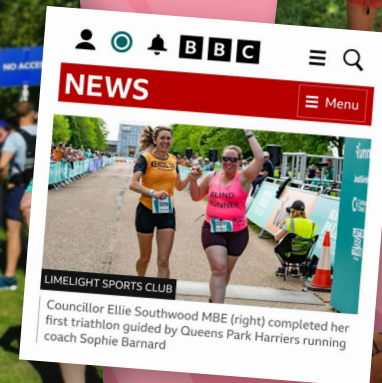 NO ACCE
BBC
NEWS
Menu
BLIND
RUNNER
LIMELIGHT SPORTS CLUB
Councillor Ellie Southwood MBE (right) completed her
first triathlon guided by Queens Park Harriers running
coach Sophie Barnard